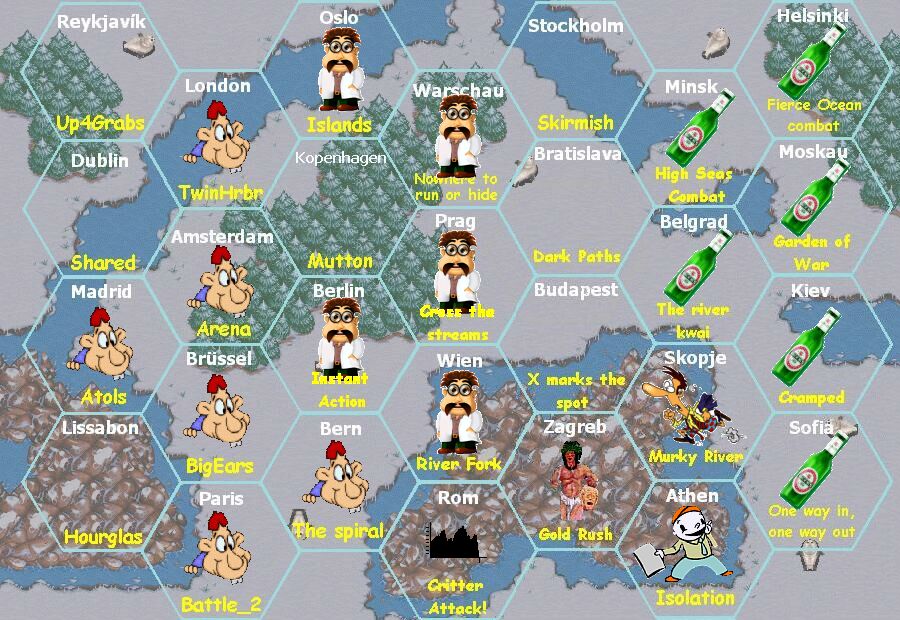 Reykjavík
Up4Grabs
Oslo
Islands
Stockholm
Skirmish
Helsinki
Fierce Ocean
combat
London
TwinHrbr
Warschau
Nowhere to
run or hide
Minsk
High Seas
Combat
Dublin
Shared
Kopenhagen
Mutton
Bratislava
Dark Paths
Moskau
Garden of
War
Amsterdam
Arena
Prag
Cross the
streams
Belgrad
The river
kwai
Madrid
Atols
Berlin
Instant
Action
Budapest
X marks the
spot
Kiev
Cramped
Brüssel
BigEars
Wien
River Fork
Skopje
Murky River
Lissabon
Hourglas
Bern
The spiral
Zagreb
Gold Rush
Sofia
One way in,
one way out
Paris
Battle_2
Rom
Critter
Attack!
Athen
Isolation